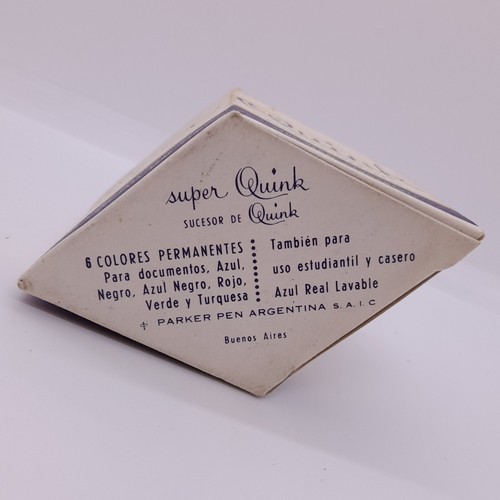 super Quink
SUCESOR DE Quink
6 COLORES PERMANENTES
Para documentos, Azul,
Negro, Azul Negro, Rojo,
Verde y Turquesa
También para
uso estudiantil y casero
Azul Real Lavable
PARKER PEN ARGENTINA S. A. I. C
Buenos Aires